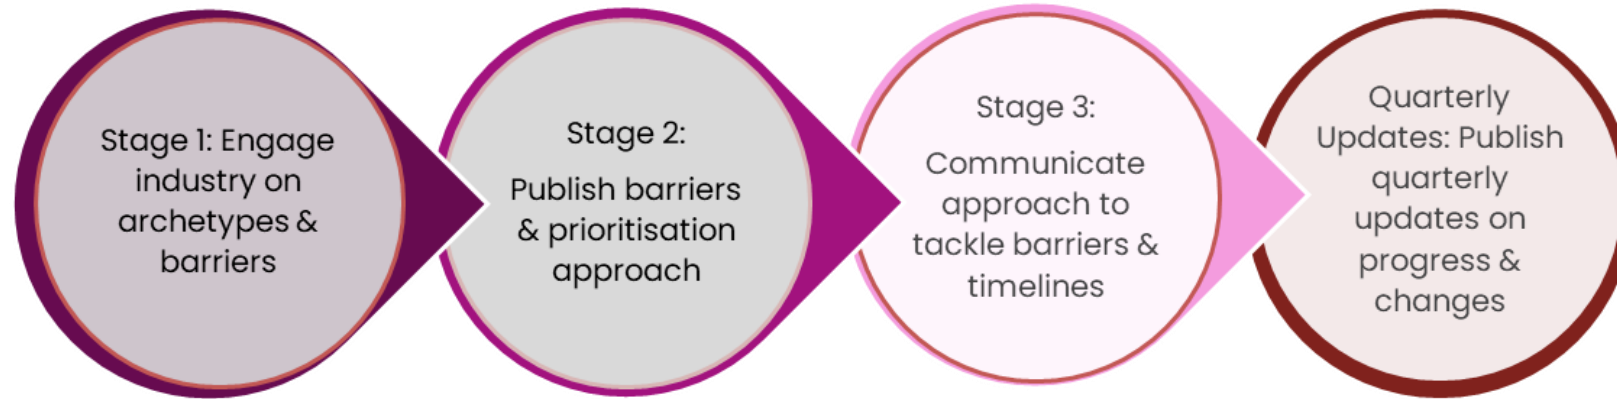 Stage 1: Engage
industry on
archetypes &
barriers
Stage 2:
Publish barriers
& prioritisation
approach
Stage 3:
Communicate
approach to
tackle barriers &
timelines
Quarterly
Updates: Publish
quarterly
updates on
progress &
changes